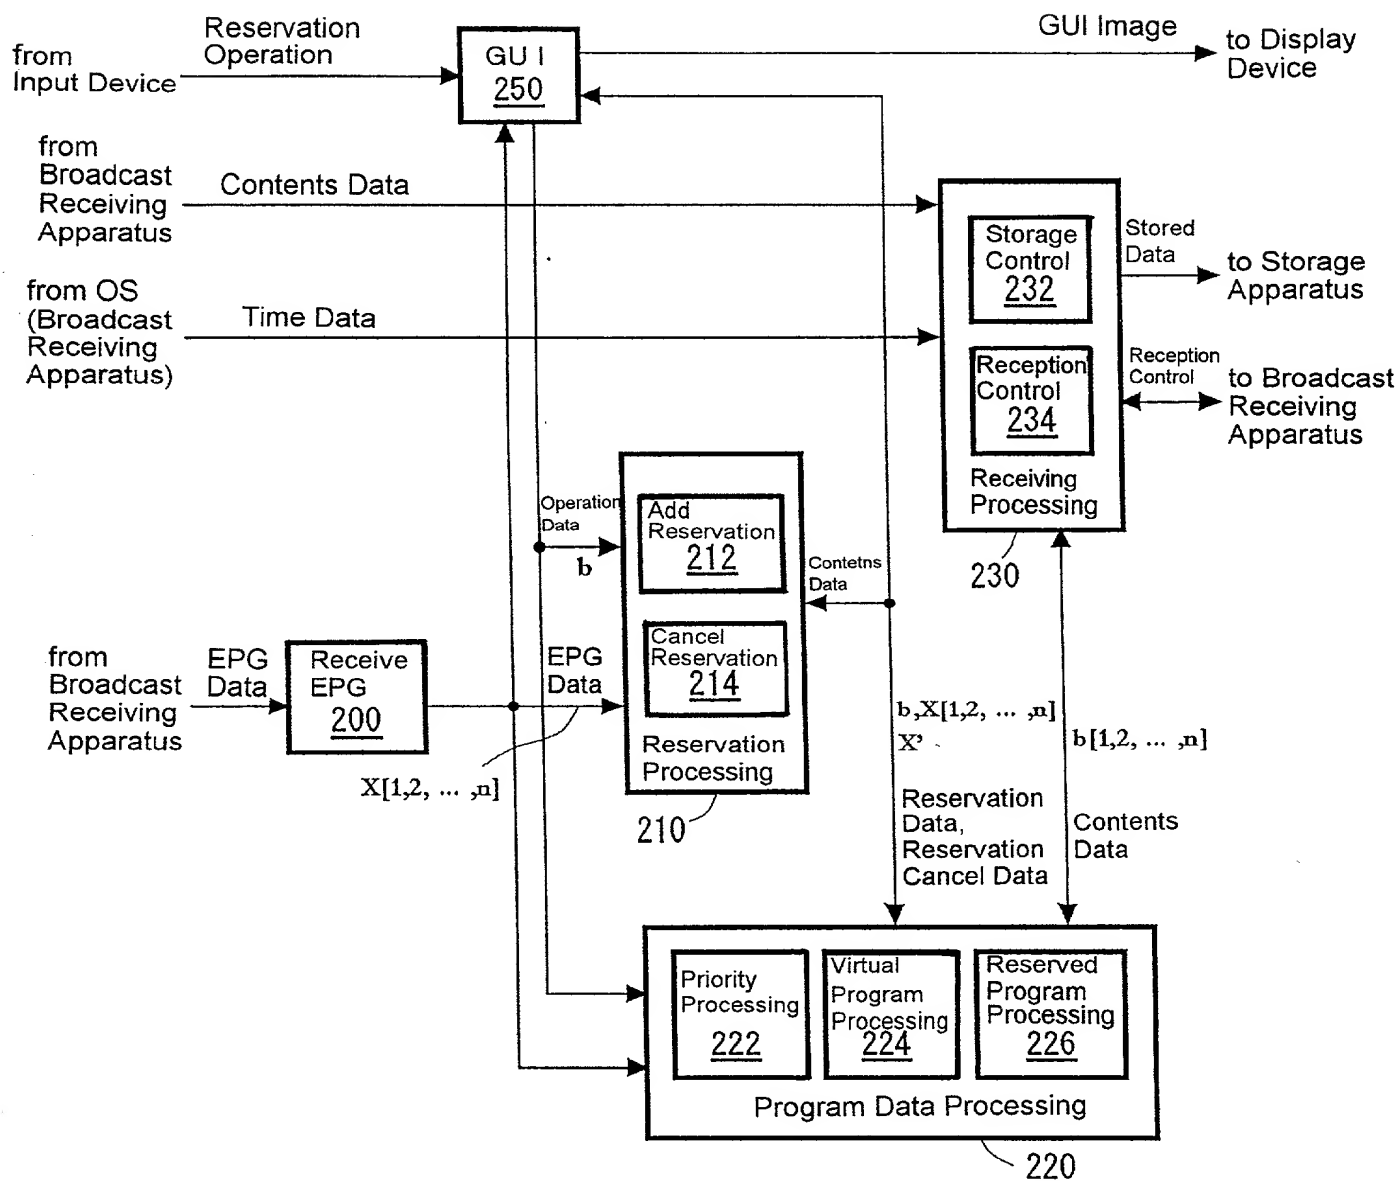 Reservation
Operation
from
Input Device
GUI
250
GUI Image
to Display
Device
from
Broadcast
Receiving
Apparatus
Contents Data
from OS
(Broadcast
Receiving
Apparatus)
Time Data
Storage
Control
232
Reception
Control
234
Receiving
Processing
230
Stored
Data
to Storage
Apparatus
Reception
Control
to Broadcast
Receiving
Apparatus
Operation
Data
b
Add
Reservation
212
Cancel
Reservation
214
Reservation
Processing
210
Contetns
Data
from
Broadcast
Receiving
Apparatus
EPG
Data
Receive
EPG
200
EPG
Data
X[1,2, ... ,n]
b,X[1,2, ... ,n]
X'
b[1,2, ... ,n]
Reservation
Data,
Reservation
Cancel Data
Contents
Data
Priority
Processing
222
Virtual
Program
Processing
224
Reserved
Program
Processing
226
Program Data Processing
220